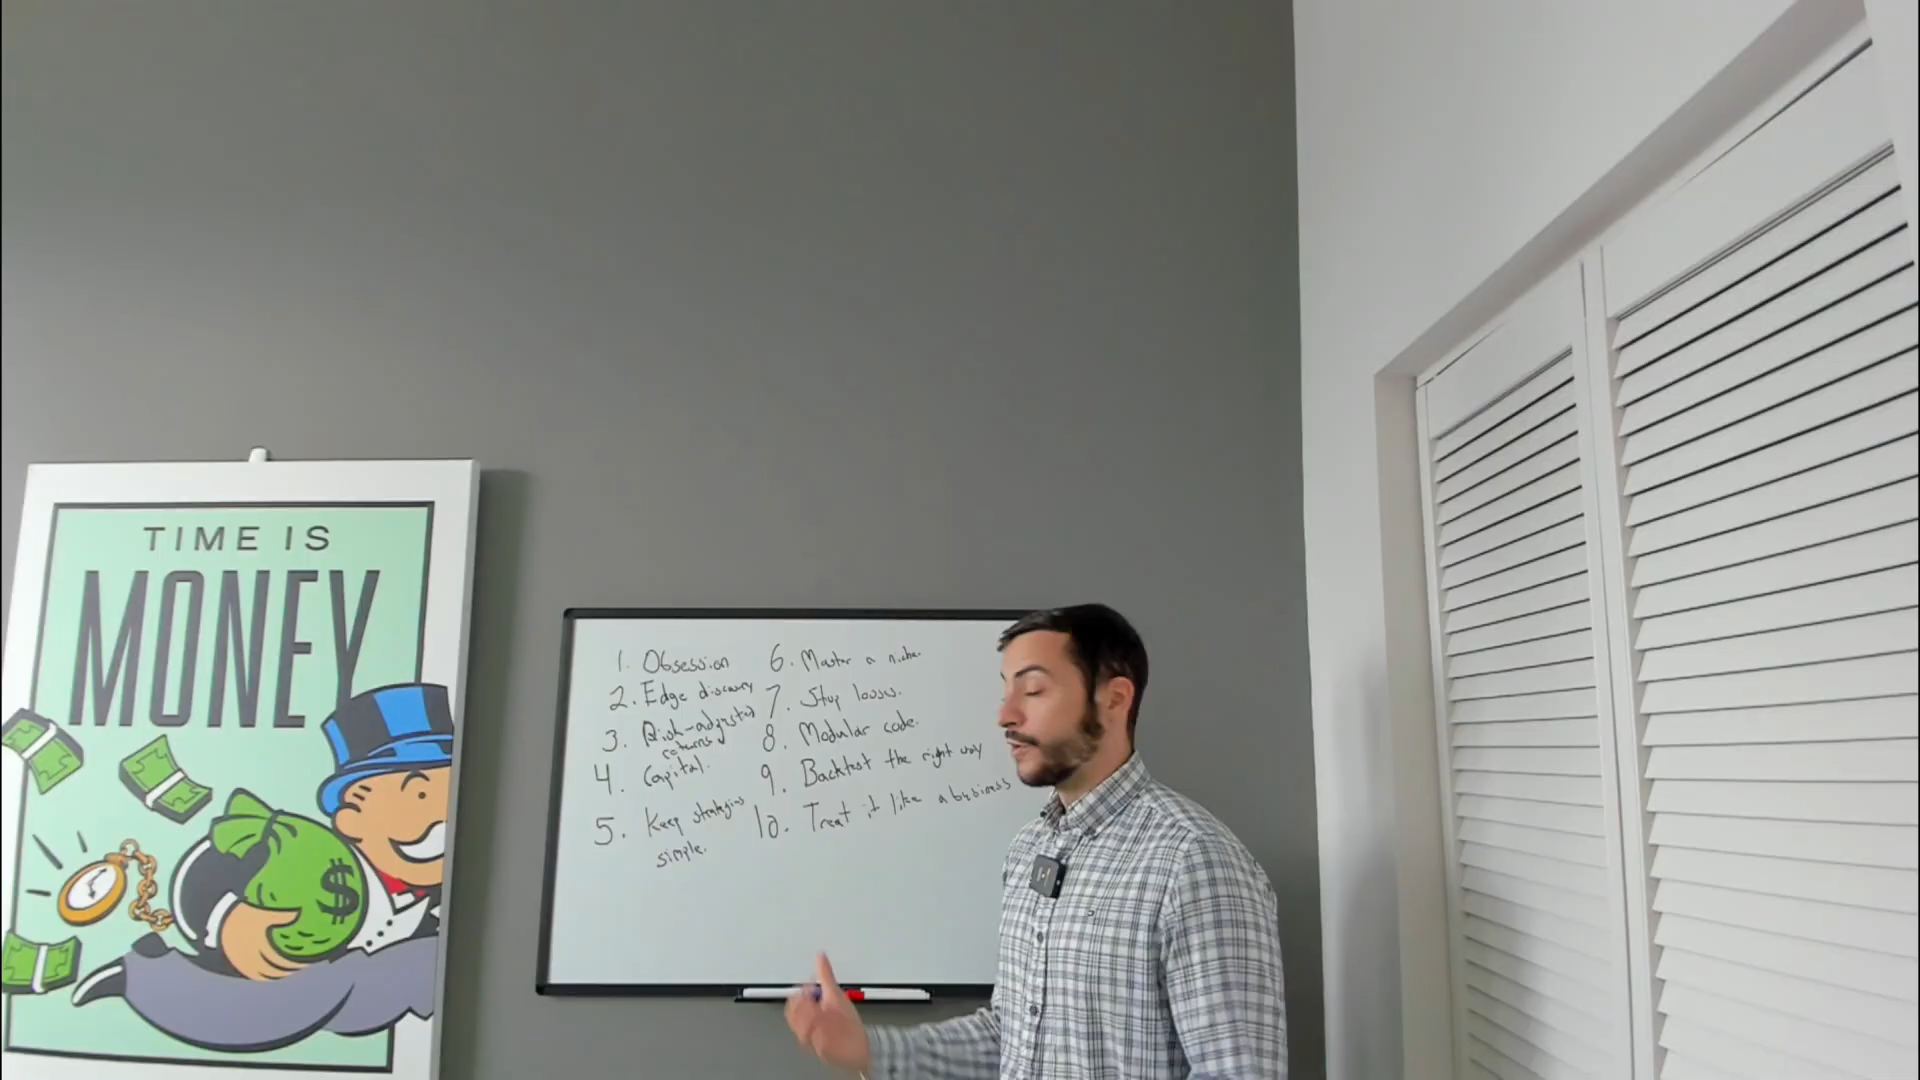 TIME IS
MONEY
$
1. Obsession
2. Edge discovery
3. Risk-adjusted
returns
4. Capital.
5. Keep strategies
simple.
6. Master a niche.
7. Stop losses.
8. Modular code.
9. Backtest the right way
10. Treat it like a business